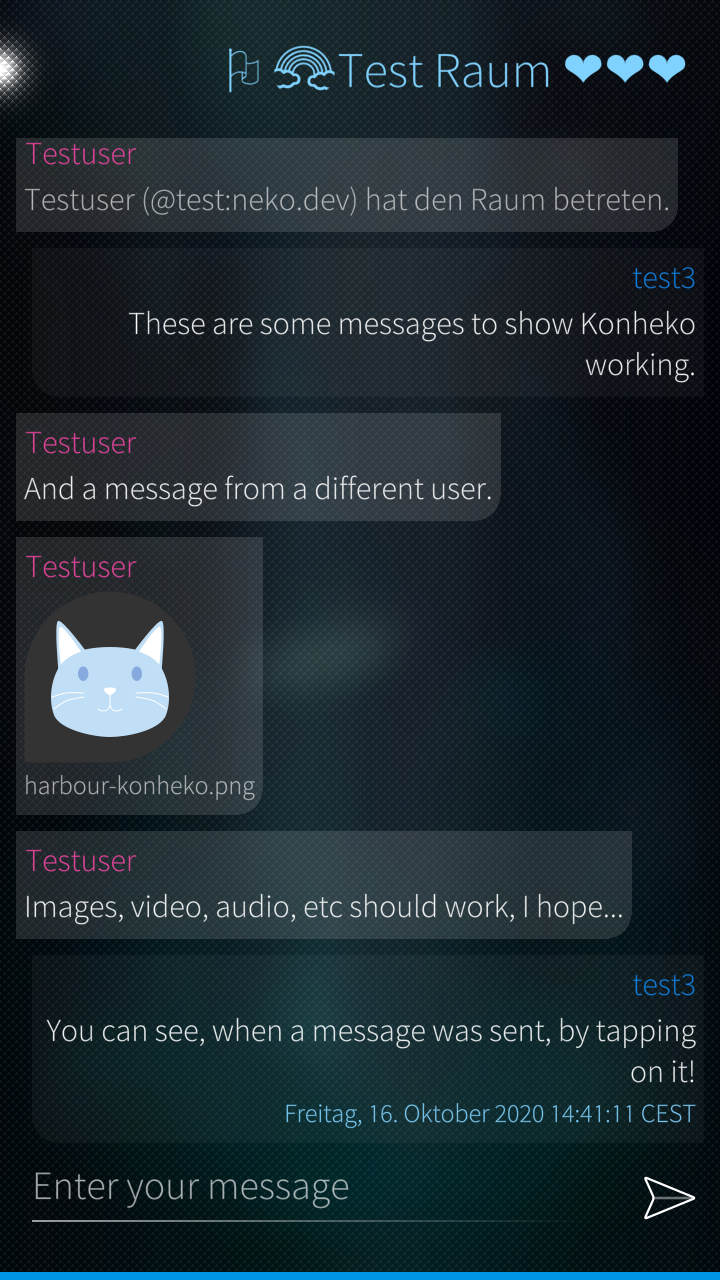 🏳️‍🌈Test Raum ❤❤❤
Testuser
Testuser (@test:neko.dev) hat den Raum betreten.
test3
These are some messages to show Konheko
working.
Testuser
And a message from a different user.
Testuser
harbour-konheko.png
Testuser
Images, video, audio, etc should work, I hope...
test3
You can see, when a message was sent, by tapping
on it!
Freitag, 16. Oktober 2020 14:41:11 CEST
Enter your message